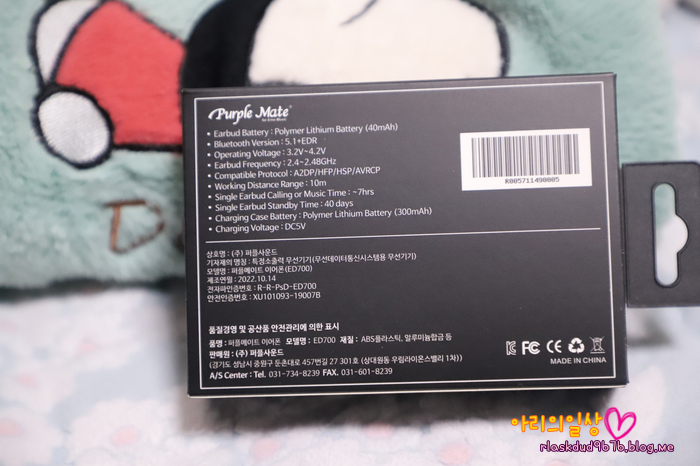 Purple Mate®
• Earbud Battery : Polymer Lithium Battery (40mAh)
• Bluetooth Version : 5.1+EDR
• Operating Voltage : 3.2V~4.2V
• Earbud Frequency : 2.4~2.48GHz
• Compatible Protocol : A2DP/HFP/HSP/AVRCP
• Working Distance Range : 10m
• Single Earbud Calling or Music Time : ~7hrs
• Single Earbud Standby Time : 40 days
• Charging Case Battery : Polymer Lithium Battery (300mAh)
• Charging Voltage : DC5V
R005711490005
상호명 : (주) 퍼플사운드
기자재의 명칭 : 특정소출력 무선기기(무선데이터통신시스템용 무선기기)
모델명 : 퍼플메이트 이어폰(ED700)
제조연월 : 2022.10.14
전자파인증번호 : R-R-PsD-ED700
안전인증번호 : XU101093-19007B
품질경영 및 공산품 안전관리에 의한 표시
품명 : 퍼플메이트 이어폰 모델명 : ED700 재질 : ABS플라스틱, 알루미늄합금 등
판매원 : (주) 퍼플사운드
(경기도 성남시 중원구 둔촌대로 457번길 27 301호 (상대원동 우림라이온스밸리 1차))
A/S Center : Tel. 031-734-8239 FAX. 031-601-8239
FC CE
MADE IN CHINA
아리의일상
rlaskdud9b7b.blog.me